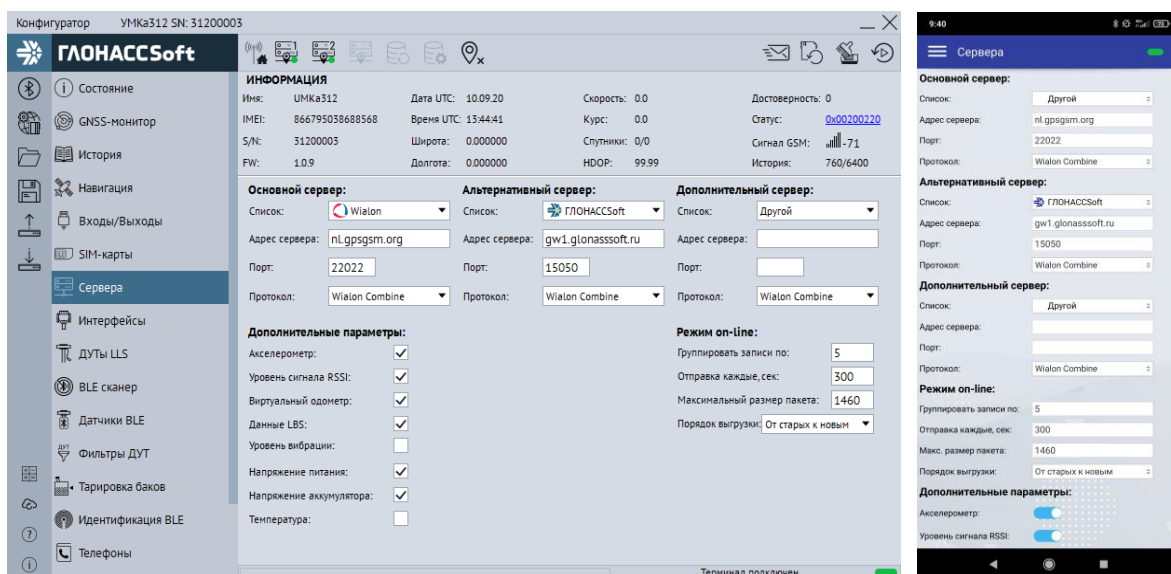 Конфигуратор УМКа312 SN: 31200003
ГЛОНАССSoft
Состояние
GNSS-монитор
История
Навигация
Входы/Выходы
SIM-карты
Сервера
Интерфейсы
ДУТы LLS
BLE сканер
Датчики BLE
Фильтры ДУТ
Тарировка баков
Идентификация BLE
Телефоны
ИНФОРМАЦИЯ
Имя: UMKa312 Дата UTC: 10.09.20 Скорость: 0.0 Достоверность: 0
IMEI: 866795038688568 Время UTC: 13:44:41 Курс: 0.0 Статус: 0x00200220
S/N: 31200003 Широта: 0.000000 Спутники: 0/0 Сигнал GSM: -71
FW: 1.0.9 Долгота: 0.000000 HDOP: 99.99 История: 760/6400
Основной сервер: Альтернативный сервер: Дополнительный сервер:
Список: Wialon Список: ГЛОНАССSoft Список: Другой
Адрес сервера: nl.gpsgsm.org Адрес сервера: gw1.glonasssoft.ru Адрес сервера:
Порт: 22022 Порт: 15050 Порт:
Протокол: Wialon Combine Протокол: Wialon Combine Протокол: Wialon Combine
Дополнительные параметры: Режим on-line:
Акселерометр: Группировать записи по: 5
Уровень сигнала RSSI: Отправка каждые, сек: 300
Виртуальный одометр: Максимальный размер пакета: 1460
Данные LBS: Порядок выгрузки: От старых к новым
Уровень вибрации:
Напряжение питания:
Напряжение аккумулятора:
Температура:
Терминал подключен
9:40
Сервера
Основной сервер:
Список: Другой
Адрес сервера: nl.gpsgsm.org
Порт: 22022
Протокол: Wialon Combine
Альтернативный сервер:
Список: ГЛОНАССSoft
Адрес сервера: gw1.glonasssoft.ru
Порт: 15050
Протокол: Wialon Combine
Дополнительный сервер:
Список: Другой
Адрес сервера:
Порт:
Протокол: Wialon Combine
Режим on-line:
Группировать записи по: 5
Отправка каждые, сек: 300
Макс. размер пакета: 1460
Порядок выгрузки: От старых к новым
Дополнительные параметры:
Акселерометр:
Уровень сигнала RSSI: